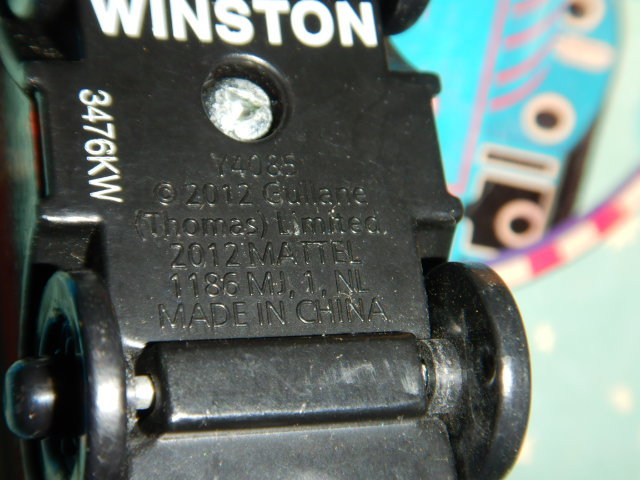 WINSTON
3476KW
Y4085
© 2012 Gullane
(Thomas) Limited.
2012 MATTEL
1186 MJ, 1, NL
MADE IN CHINA